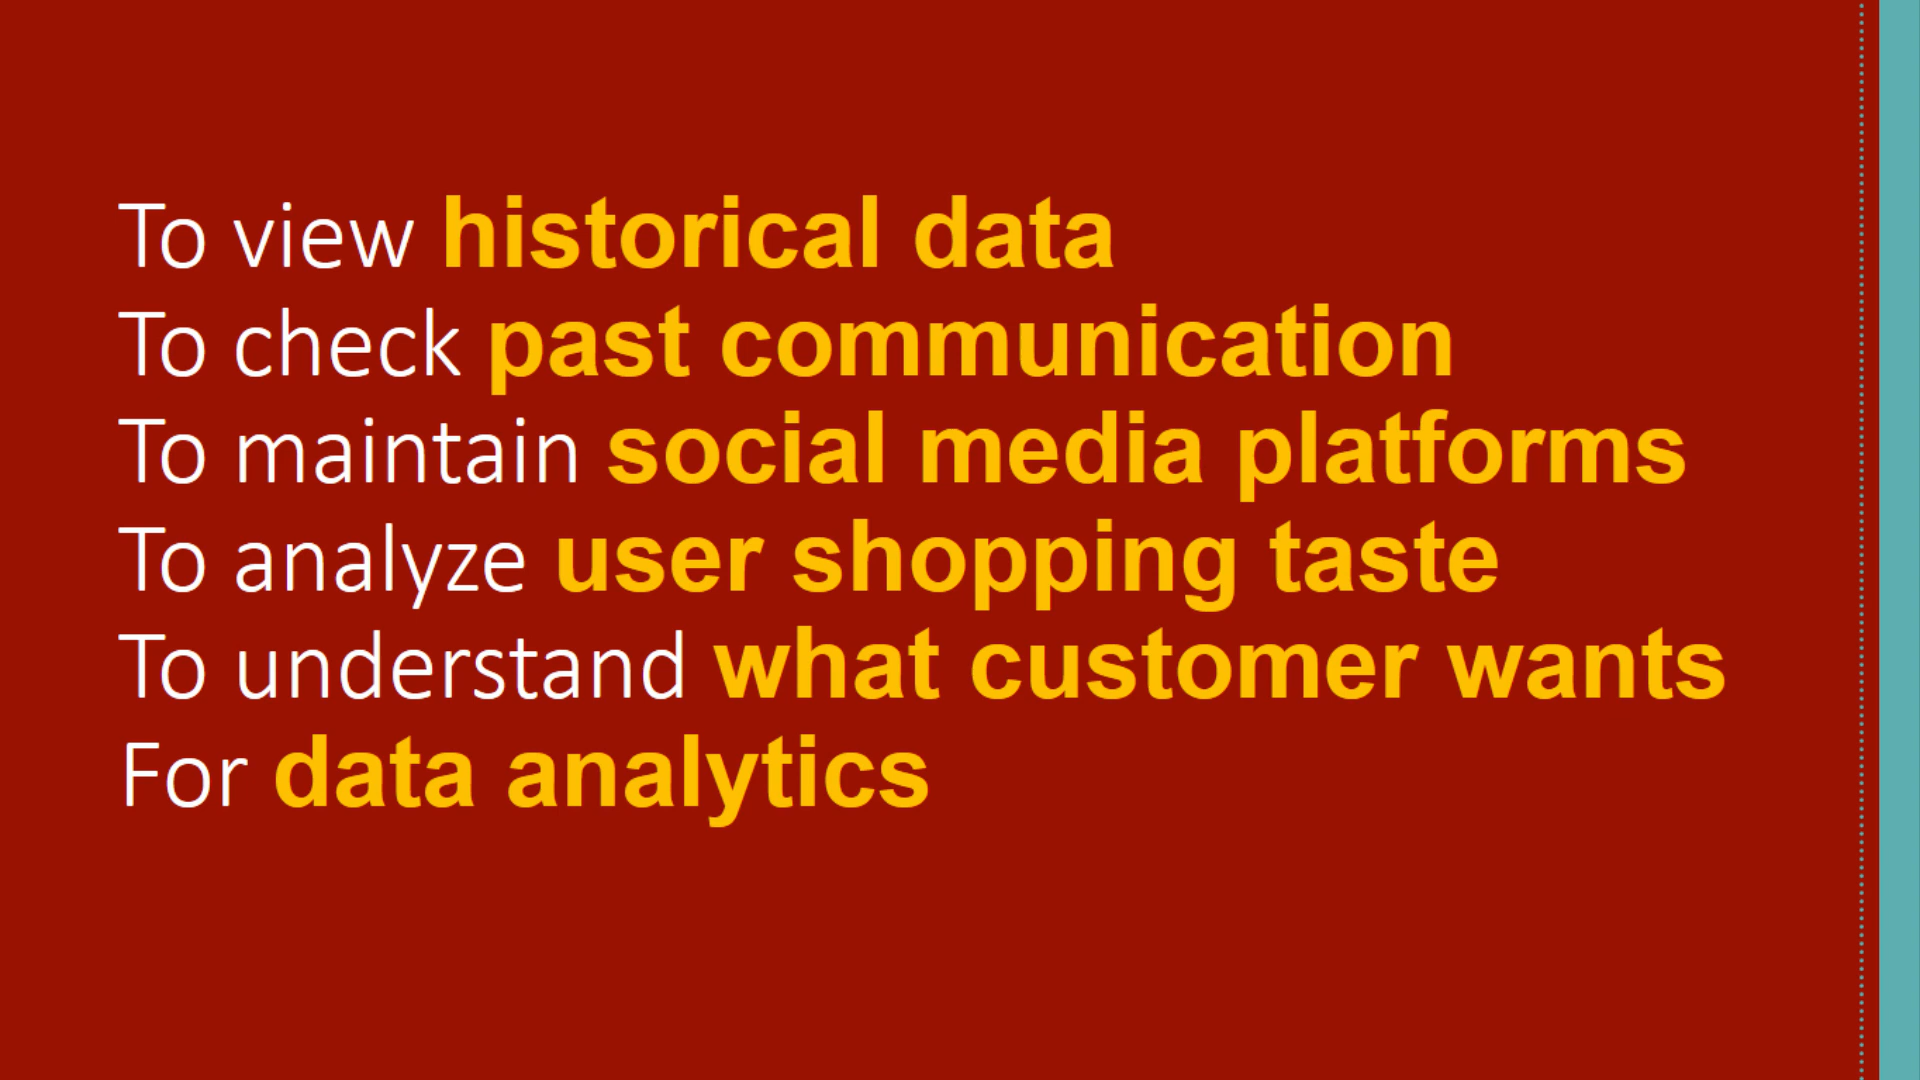 To view historical data
To check past communication
To maintain social media platforms
To analyze user shopping taste
To understand what customer wants
For data analytics